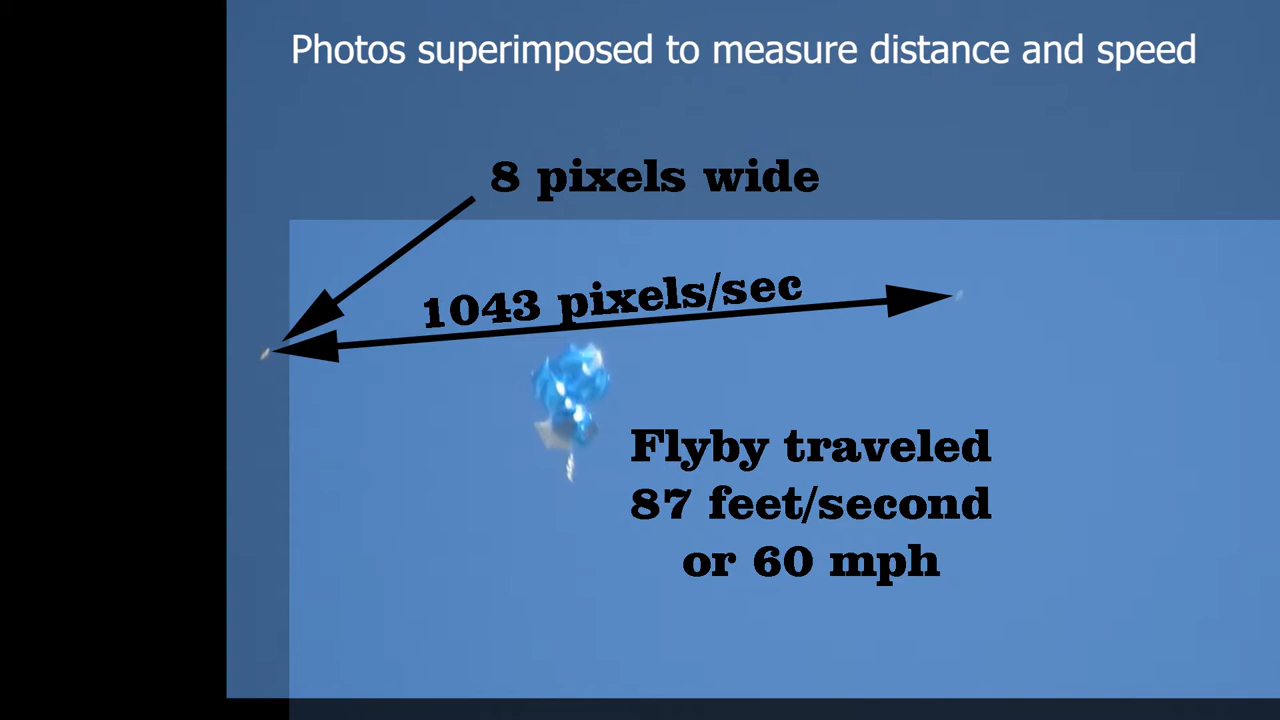 Photos superimposed to measure distance and speed
8 pixels wide
1043 pixels/sec
Flyby traveled
87 feet/second
or 60 mph